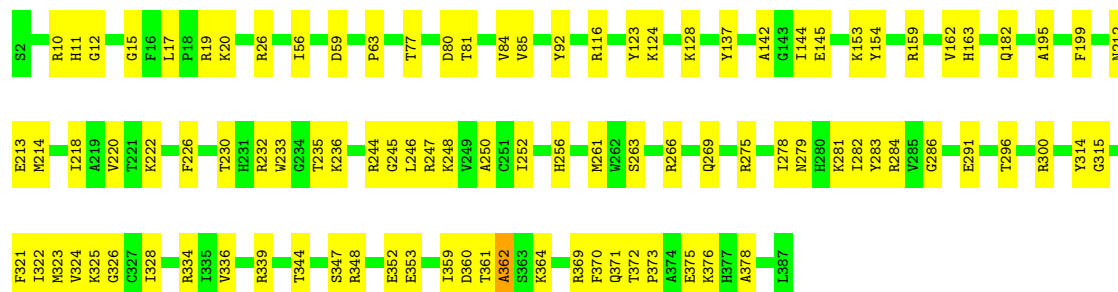 S2 R10 H11 G12 G15 F16 L17 P18 R19 K20 R26 I56 D59 P63 T77 D80 T81 V84 V85 Y92 R116 Y123 K124 K128 Y137 A142 G143 I144 E145 K153 Y154 R159 V162 H163 Q182 A195 F199
E213 M214 I218 A219 V220 T221 K222 F226 T230 H231 R232 W233 G234 T235 K236 R244 G245 L246 R247 K248 V249 A250 C251 I252 H256 M261 W262 S263 R266 Q269 R275 I278 N279 H280 K281 I282 Y283 R284 V285 G286 E291 T296 R300 Y314 G315
F321 I322 M323 V324 K325 G326 C327 I328 R334 I335 V336 R339 T344 S347 R348 E352 E353 I359 D360 T361 A362 S363 K364 R369 F370 Q371 T372 P373 A374 E375 K376 H377 A378 L387